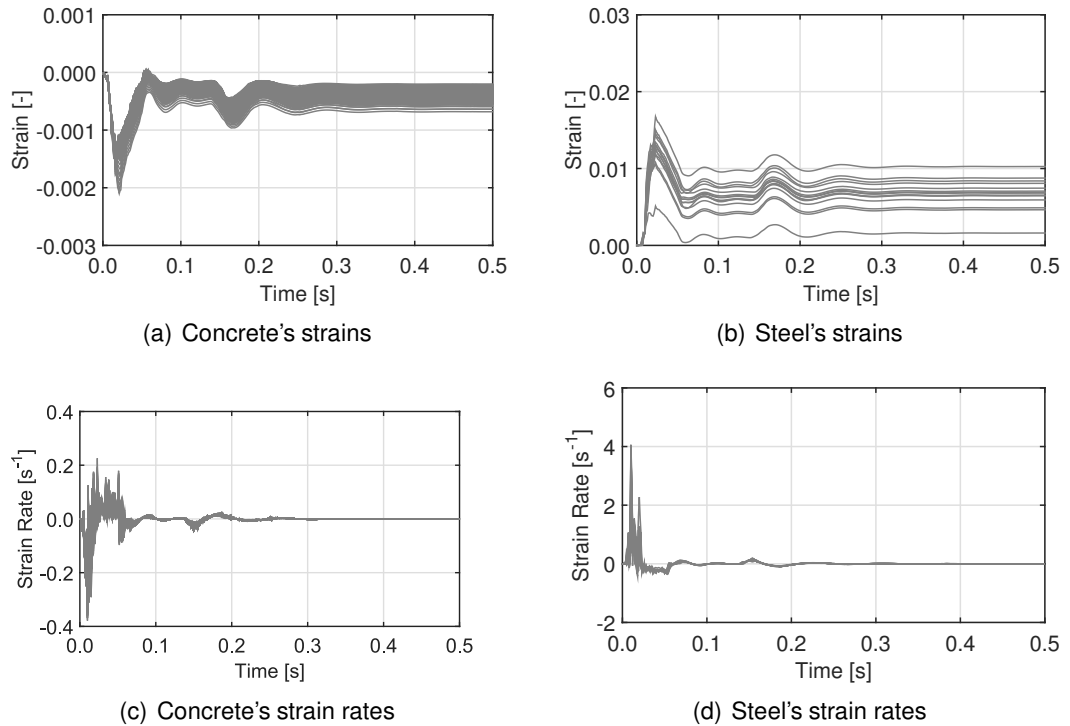 0.001
0.000
-0.001
-0.002
-0.003
Strain [-]
0.0 0.1 0.2 0.3 0.4 0.5
Time [s]
(a) Concrete's strains
0.03
0.02
0.01
0.00
Strain [-]
0.0 0.1 0.2 0.3 0.4 0.5
Time [s]
(b) Steel's strains
0.4
0.2
0.0
-0.2
-0.4
Strain Rate [s-1]
0.0 0.1 0.2 0.3 0.4 0.5
Time [s]
(c) Concrete's strain rates
6
4
2
0
-2
Strain Rate [s-1]
0.0 0.1 0.2 0.3 0.4 0.5
Time [s]
(d) Steel's strain rates